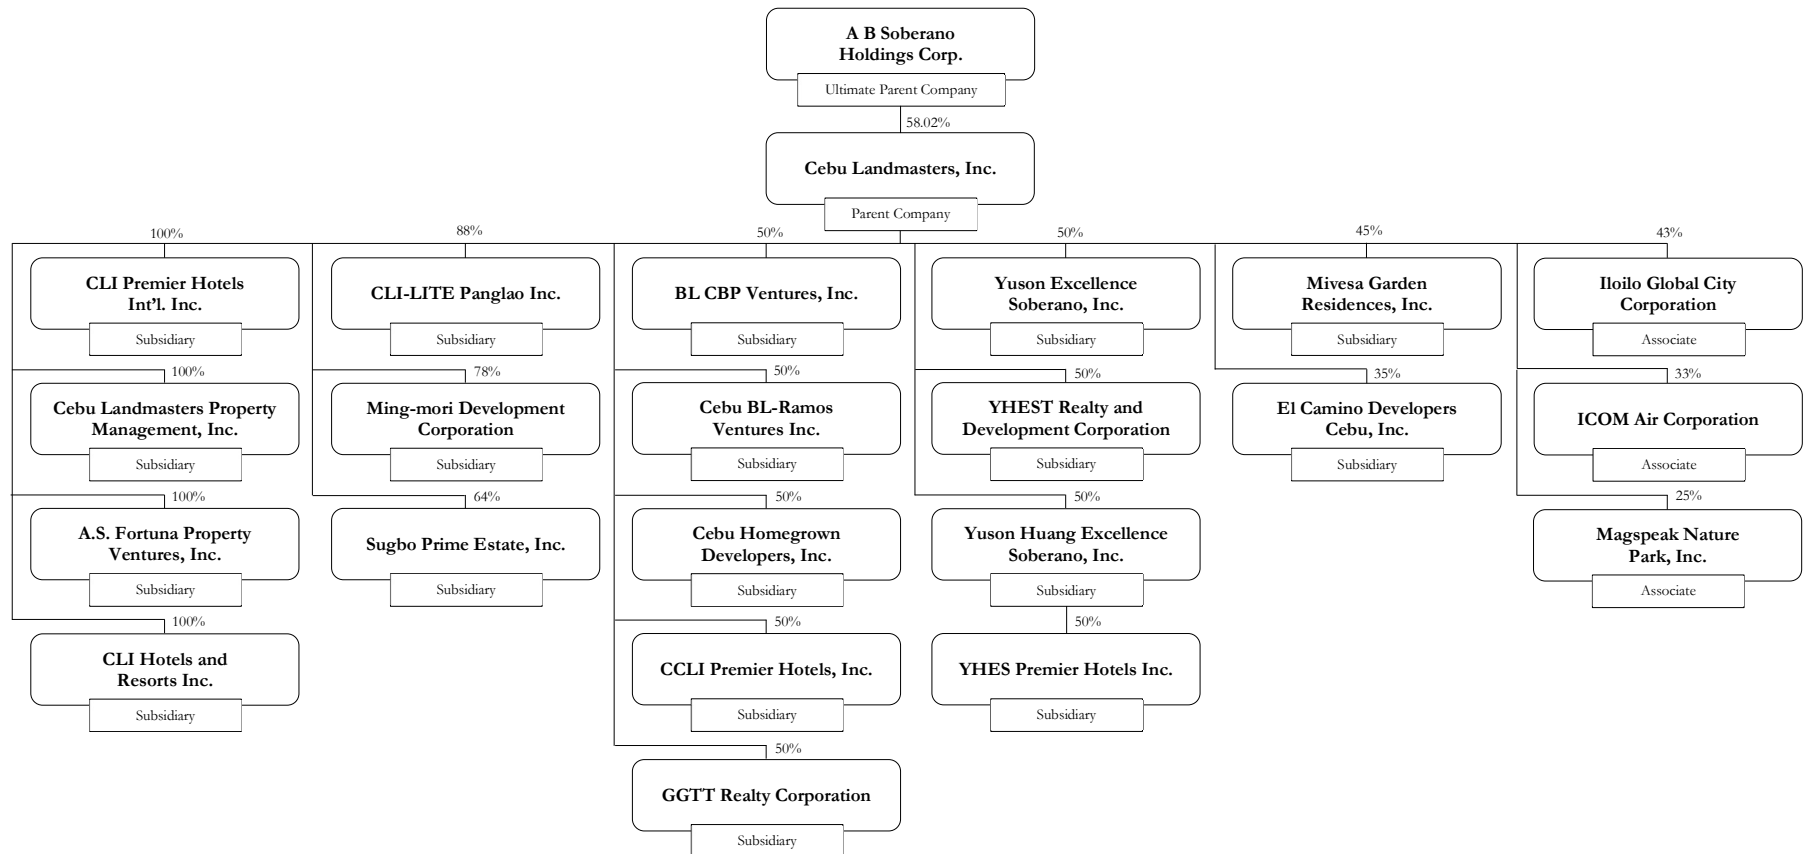 A B Soberano
Holdings Corp.
Ultimate Parent Company
58.02%
Cebu Landmasters, Inc.
Parent Company
100%
88%
50%
50%
45%
43%
CLI Premier Hotels
Int’l. Inc.
Subsidiary
CLI-LITE Panglao Inc.
Subsidiary
BL CBP Ventures, Inc.
Subsidiary
Yuson Excellence
Soberano, Inc.
Subsidiary
Mivesa Garden
Residences, Inc.
Subsidiary
Iloilo Global City
Corporation
Associate
100%
78%
50%
50%
35%
33%
Cebu Landmasters Property
Management, Inc.
Subsidiary
Ming-mori Development
Corporation
Subsidiary
Cebu BL-Ramos
Ventures Inc.
Subsidiary
YHEST Realty and
Development Corporation
Subsidiary
El Camino Developers
Cebu, Inc.
Subsidiary
ICOM Air Corporation
Associate
100%
64%
50%
50%
25%
A.S. Fortuna Property
Ventures, Inc.
Subsidiary
Sugbo Prime Estate, Inc.
Subsidiary
Cebu Homegrown
Developers, Inc.
Subsidiary
Yuson Huang Excellence
Soberano, Inc.
Subsidiary
Magspeak Nature
Park, Inc.
Associate
100%
50%
50%
CLI Hotels and
Resorts Inc.
Subsidiary
CCLI Premier Hotels, Inc.
Subsidiary
YHES Premier Hotels Inc.
Subsidiary
50%
GGTT Realty Corporation
Subsidiary